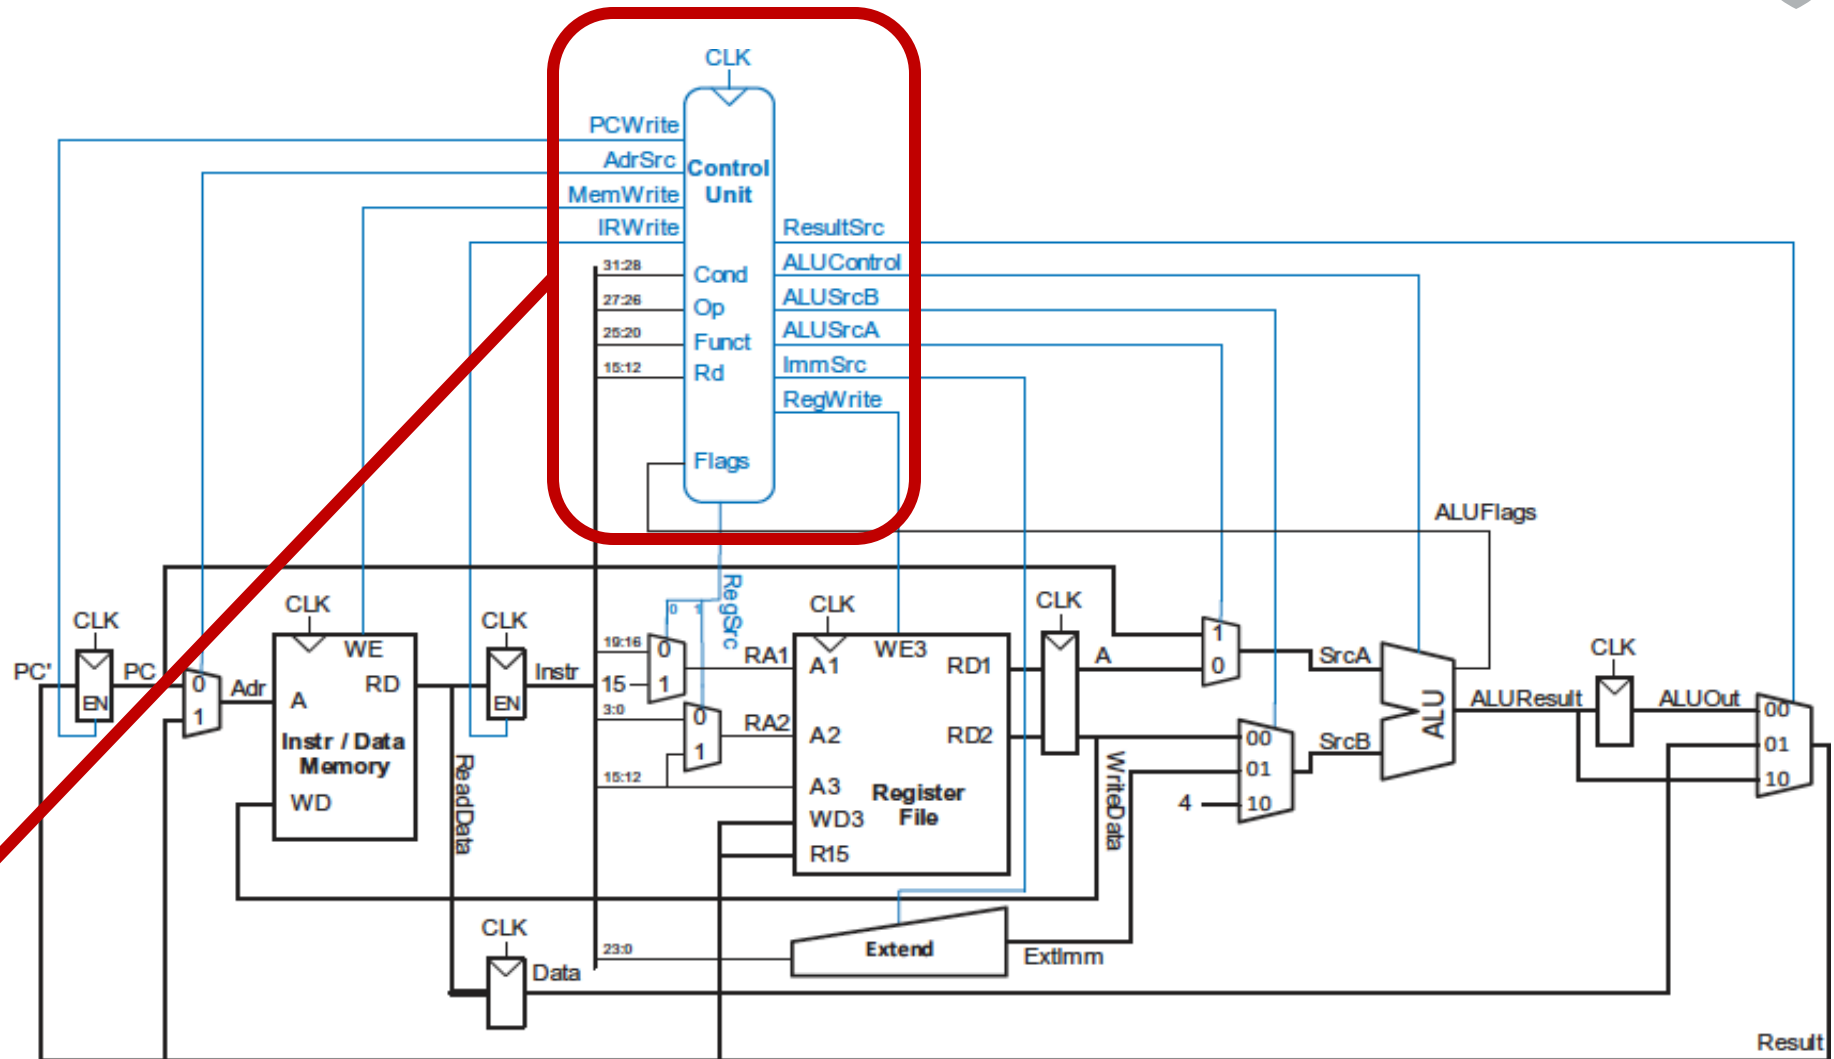 CLK
PCWrite
AdrSrc
Control
Unit
MemWrite
IRWrite
ResultSrc
31:28
Cond
ALUControl
27:26
Op
ALUSrcB
25:20
Funct
ALUSrcA
15:12
Rd
ImmSrc
RegWrite
Flags
ALUFlags
RegSrc
0 1
CLK
PC'
EN
PC
0
1
Adr
CLK
WE
A
RD
Instr / Data
Memory
WD
ReadData
CLK
EN
Instr
19:16
0
15
1
RA1
3:0
0
1
RA2
15:12
CLK
WE3
A1
RD1
A2
RD2
A3
Register
File
WD3
R15
CLK
A
WriteData
1
0
SrcA
00
01
4
10
SrcB
ALU
ALUResult
CLK
ALUOut
00
01
10
23:0
Extend
ExtImm
CLK
Data
Result